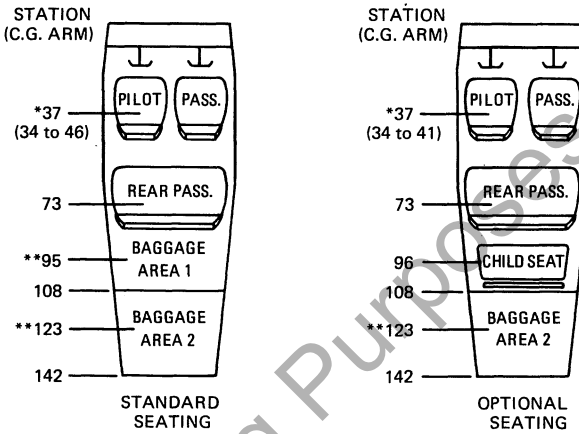 STATION
(C.G. ARM)
PILOT
PASS.
*37
(34 to 46)
REAR PASS.
73
**95
BAGGAGE
AREA 1
108
**123
BAGGAGE
AREA 2
142
STANDARD
SEATING
STATION
(C.G. ARM)
PILOT
PASS.
*37
(34 to 41)
REAR PASS.
73
96
CHILD SEAT
108
**123
BAGGAGE
AREA 2
142
OPTIONAL
SEATING
Purposes